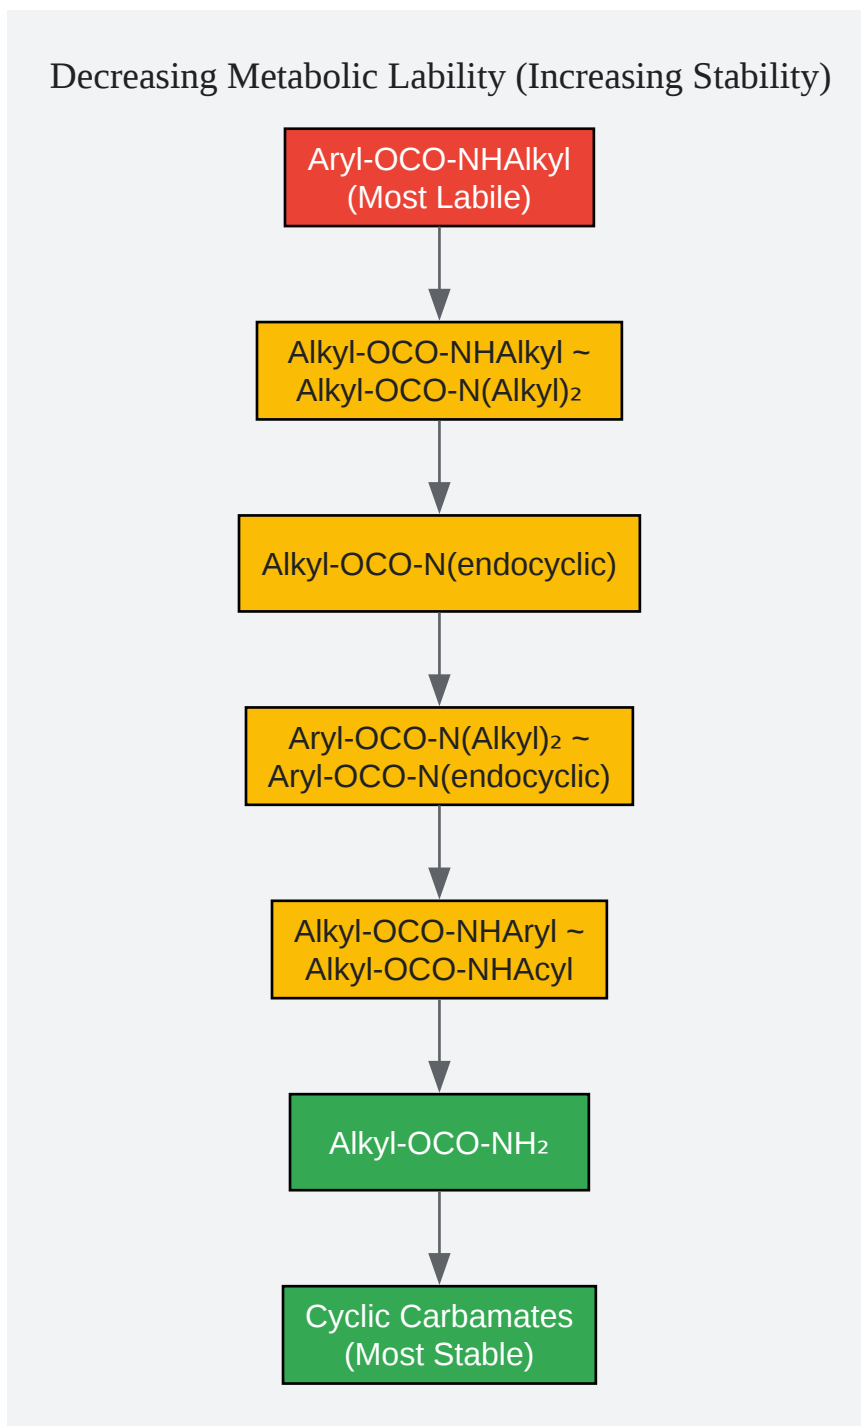 Decreasing Metabolic Lability (Increasing Stability)
Aryl-OCO-NHAlkyl
(Most Labile)
Alkyl-OCO-NHAlkyl ~
Alkyl-OCO-N(Alkyl)₂
Alkyl-OCO-N(endocyclic)
Aryl-OCO-N(Alkyl)₂ ~
Aryl-OCO-N(endocyclic)
Alkyl-OCO-NHAryl ~
Alkyl-OCO-NHAcyl
Alkyl-OCO-NH₂
Cyclic Carbamates
(Most Stable)